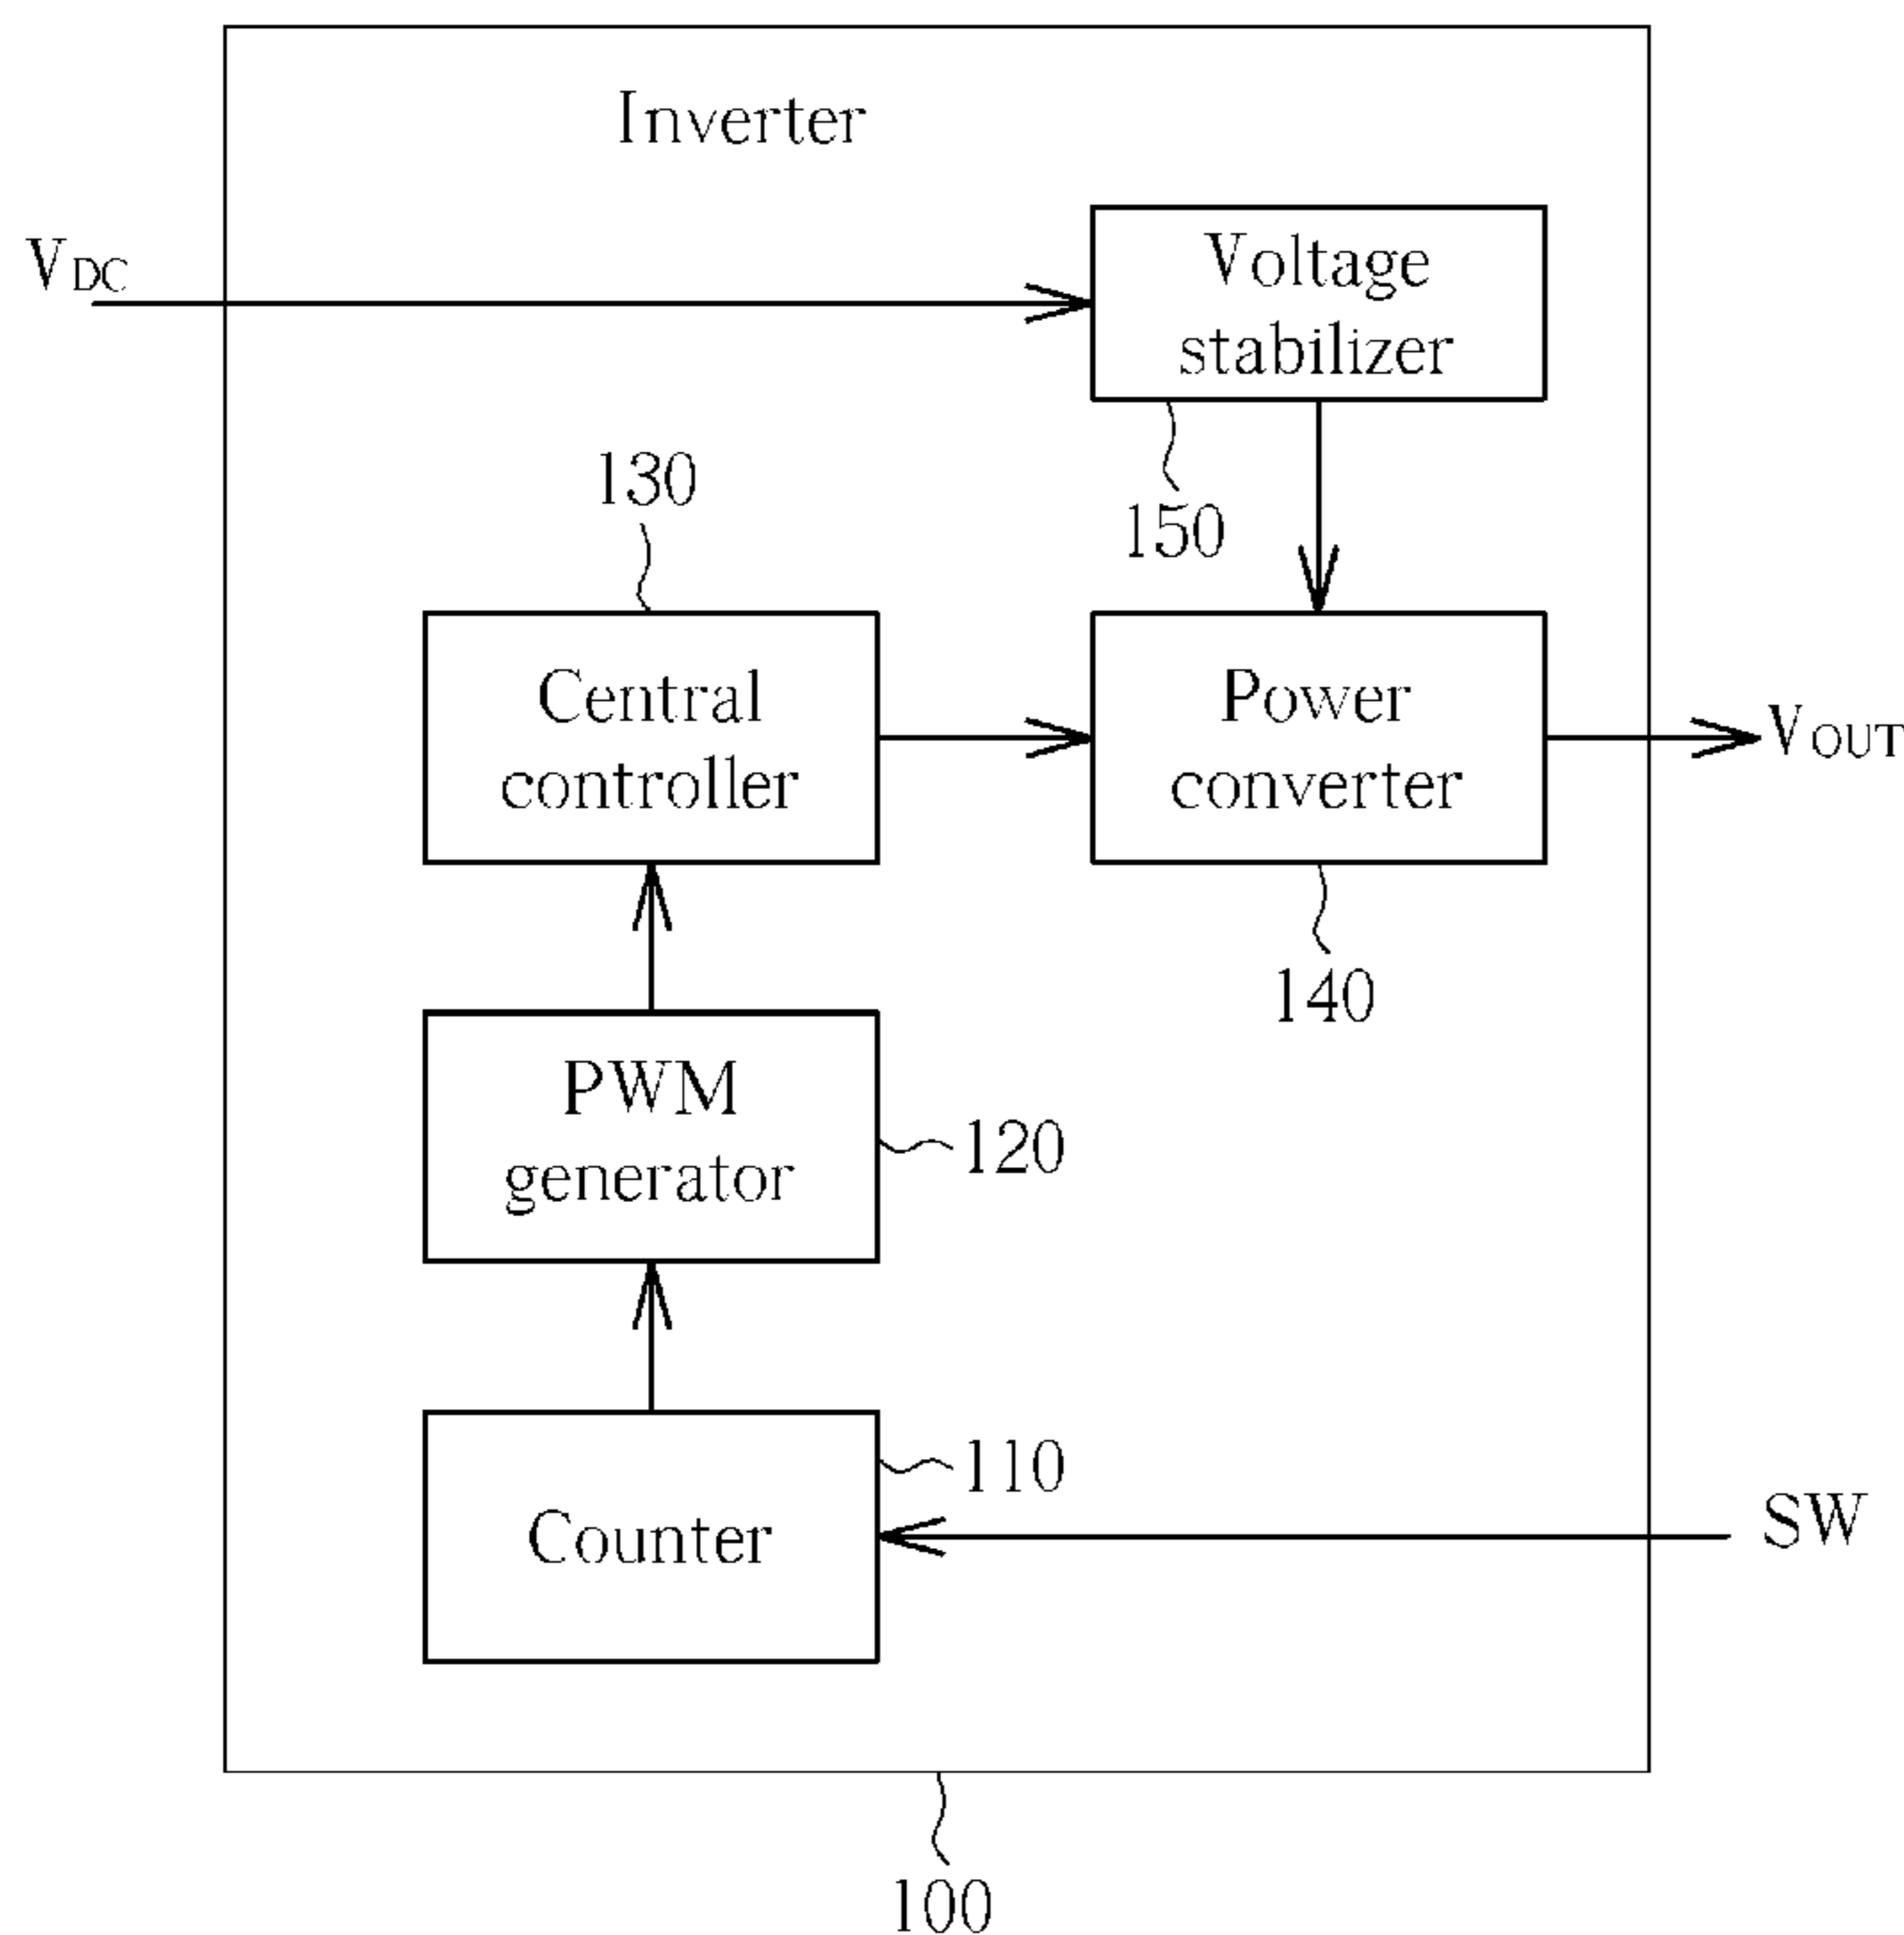 Inverter
VDC
Voltage
stabilizer
130
150
Central
controller
Power
converter
VOUT
140
PWM
generator
120
110
Counter
SW
100